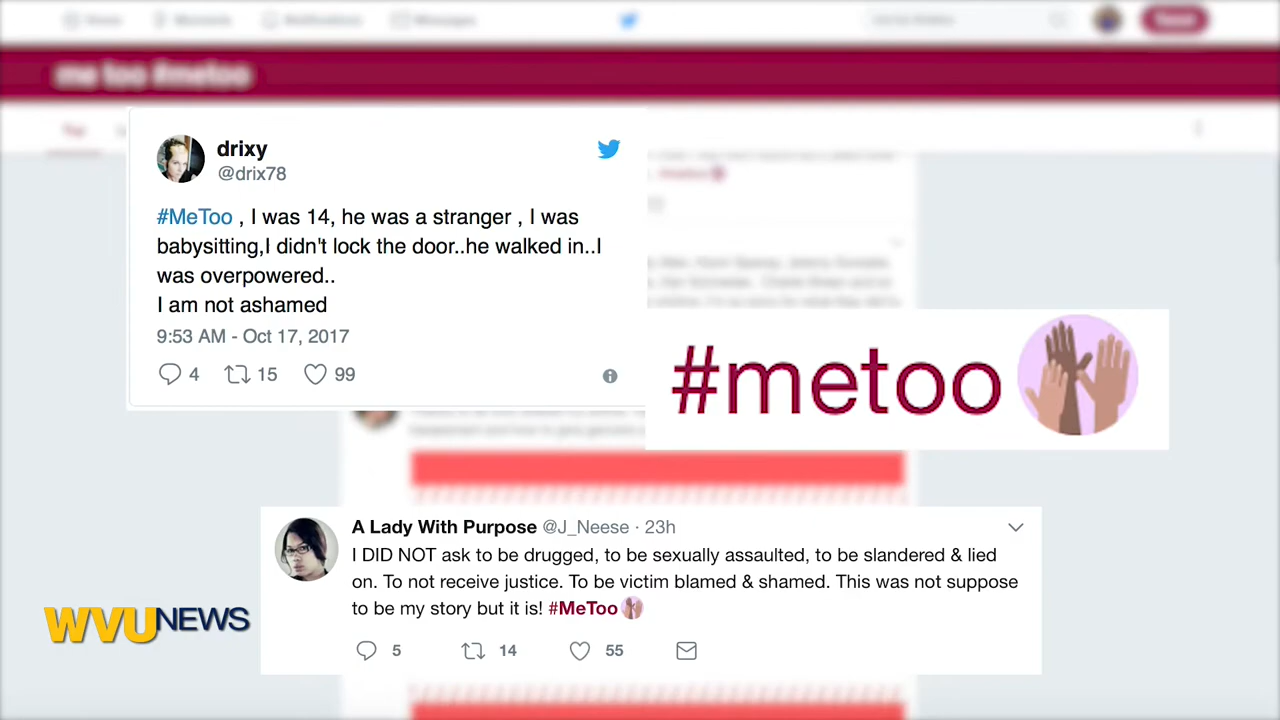 me too #metoo
drixy
@drix78
#MeToo , I was 14, he was a stranger , I was
babysitting,I didn't lock the door..he walked in..I
was overpowered..
I am not ashamed
9:53 AM - Oct 17, 2017
4 15 99
#metoo
A Lady With Purpose @J_Neese · 23h
I DID NOT ask to be drugged, to be sexually assaulted, to be slandered & lied
on. To not receive justice. To be victim blamed & shamed. This was not suppose
to be my story but it is! #MeToo
5 14 55
WVUNEWS